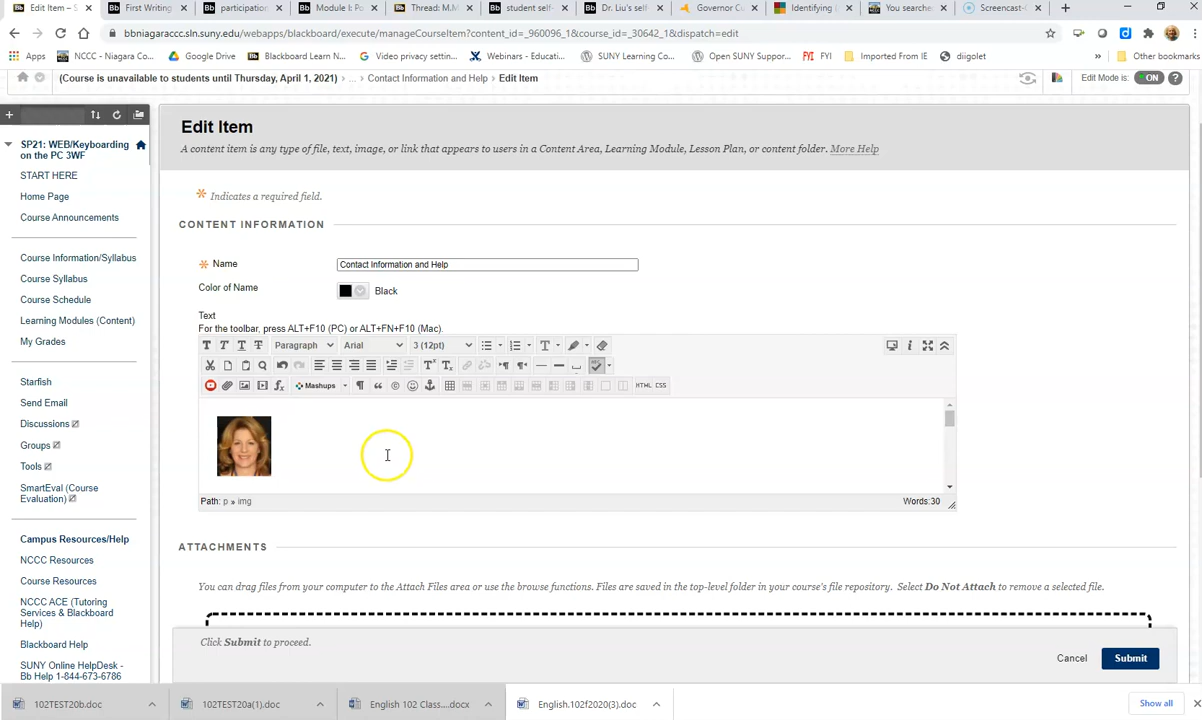 Edit Item –
First Writing
participation
Module I: Po
Thread: M.M
student self-
Dr. Liu's self
Governor Cu
Identifying
You searche
Screencast-
bbniagaraccc.sln.suny.edu/webapps/blackboard/execute/manageCourseItem?content_id=_960096_1&course_id=_30642_1&dispatch=edit
Apps
NCCC - Niagara Co...
Google Drive
Blackboard Learn N...
Video privacy settin...
Webinars - Educati...
SUNY Learning Co...
Open SUNY Suppor...
FYI
Imported From IE
diigolet
»
Other bookmarks
(Course is unavailable to students until Thursday, April 1, 2021) > ... > Contact Information and Help > Edit Item
Edit Mode is: ON ?
SP21: WEB/Keyboarding
on the PC 3WF
START HERE
Home Page
Course Announcements
Course Information/Syllabus
Course Syllabus
Course Schedule
Learning Modules (Content)
My Grades
Starfish
Send Email
Discussions
Groups
Tools
SmartEval (Course
Evaluation)
Campus Resources/Help
NCCC Resources
Course Resources
NCCC ACE (Tutoring
Services & Blackboard
Help)
Blackboard Help
SUNY Online HelpDesk -
Bb Help 1-844-673-6786
Edit Item
A content item is any type of file, text, image, or link that appears to users in a Content Area, Learning Module, Lesson Plan, or content folder. More Help
* Indicates a required field.
CONTENT INFORMATION
* Name
Contact Information and Help
Color of Name
Black
Text
For the toolbar, press ALT+F10 (PC) or ALT+FN+F10 (Mac).
T T T T Paragraph Arial 3 (12pt)
Mashups
HTML CSS
Path: p » img
Words:30
ATTACHMENTS
You can drag files from your computer to the Attach Files area or use the browse functions. Files are saved in the top-level folder in your course's file repository. Select Do Not Attach to remove a selected file.
Click Submit to proceed.
Cancel
Submit
102TEST20b.doc
102TEST20a(1).doc
English 102 Class....docx
English.102f2020(3).doc
Show all